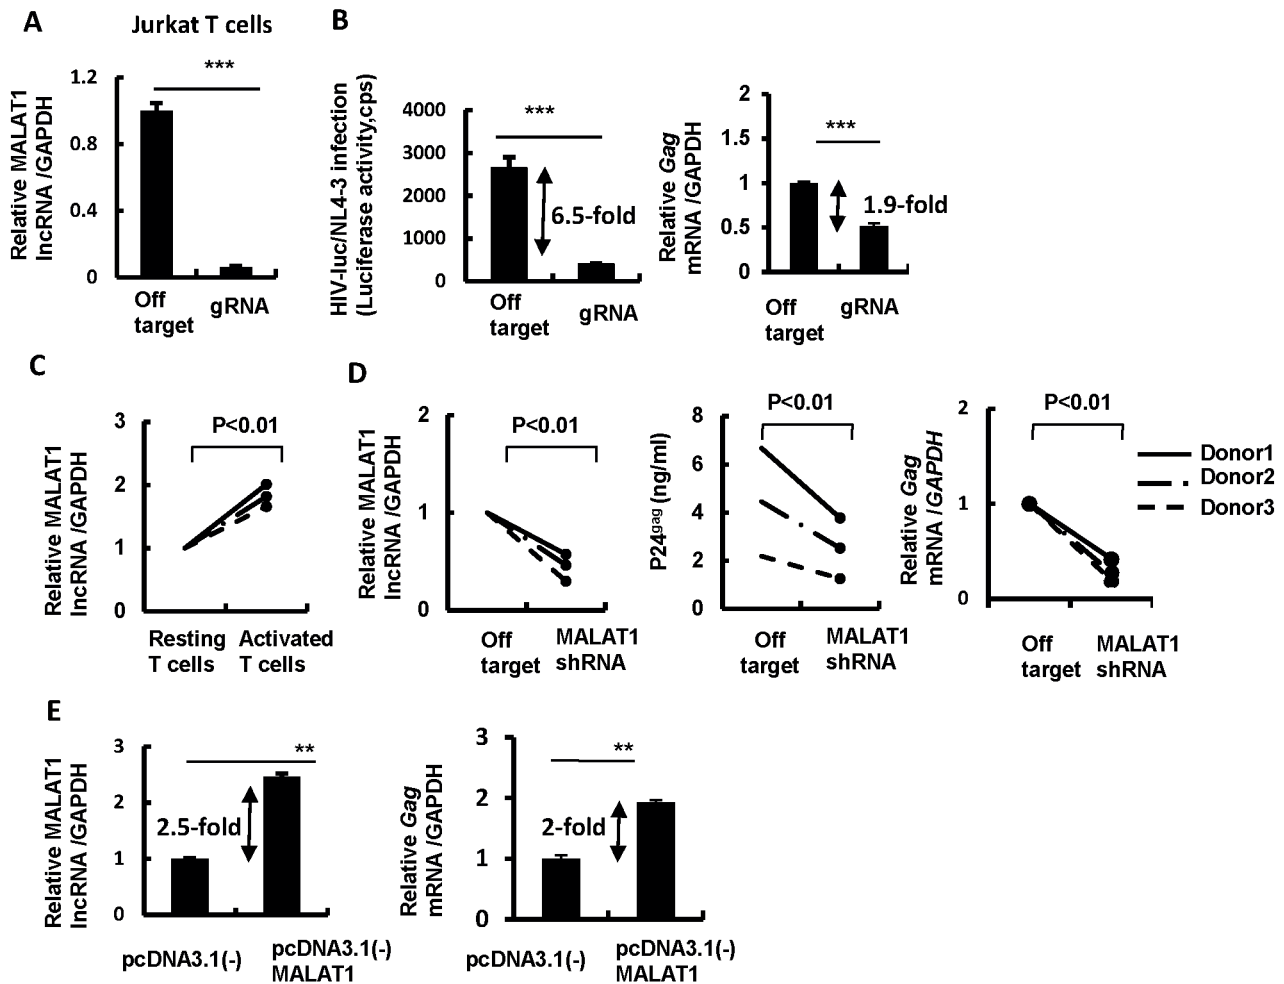 A
Jurkat T cells
***
Relative MALAT1
lncRNA /GAPDH
1.2
0.8
0.4
0
Off
target
gRNA
B
HIV-luc/NL4-3 infection
(Luciferase activity,cps)
4000
3000
2000
1000
0
***
6.5-fold
Off
target
gRNA
Relative Gag
mRNA /GAPDH
2
1.5
1
0.5
0
***
1.9-fold
Off
target
gRNA
C
Relative MALAT1
lncRNA /GAPDH
3
2
1
0
P<0.01
Resting
T cells
Activated
T cells
D
Relative MALAT1
lncRNA /GAPDH
2
1
0
P<0.01
Off
target
MALAT1
shRNA
P24gag (ng/ml)
8
6
4
2
0
P<0.01
Off
target
MALAT1
shRNA
Relative Gag
mRNA /GAPDH
2
1
0
P<0.01
Off
target
MALAT1
shRNA
Donor1
Donor2
Donor3
E
Relative MALAT1
lncRNA /GAPDH
3
2
1
0
**
2.5-fold
pcDNA3.1(-)
pcDNA3.1(-)
MALAT1
Relative Gag
mRNA /GAPDH
3
2
1
0
**
2-fold
pcDNA3.1(-)
pcDNA3.1(-)
MALAT1